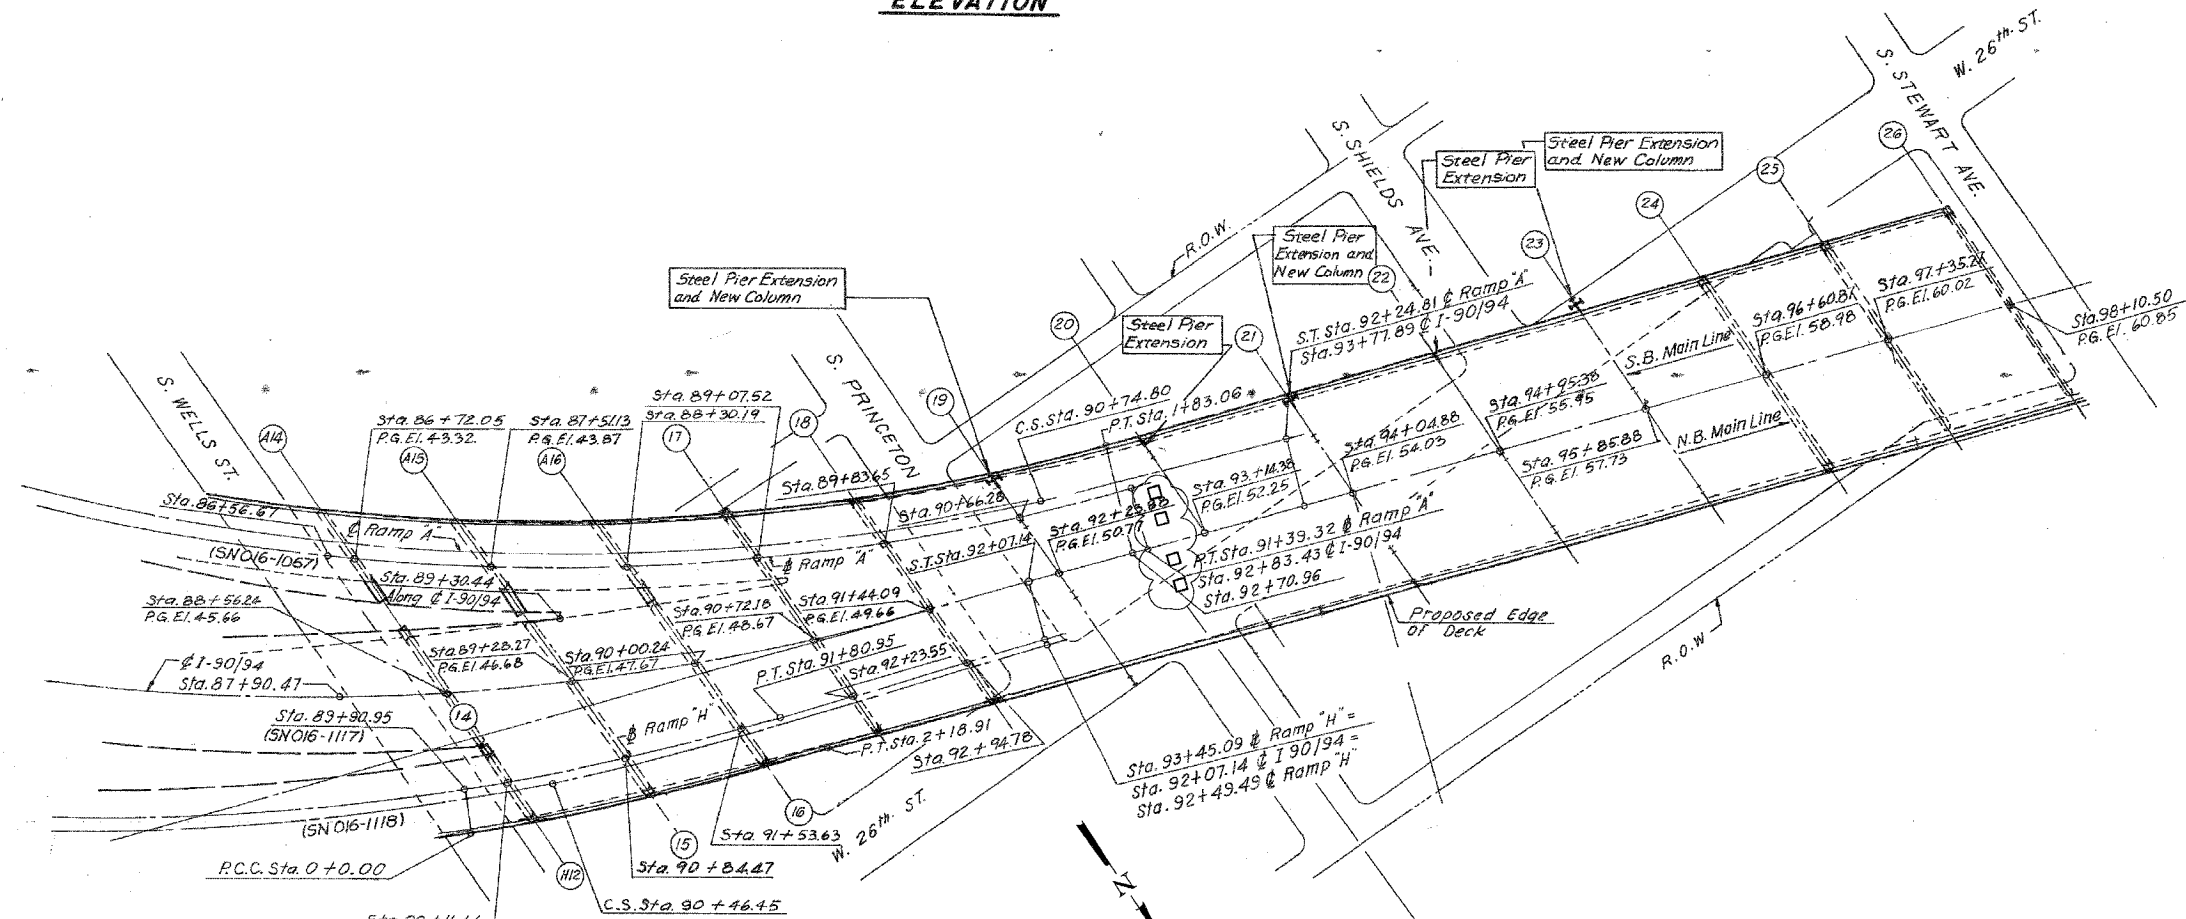 ELEVATION
S. WELLS ST.
S. PRINCETON
S. SHIELDS AVE.
S. STEWART AVE.
W. 26th. ST.
R.O.W.
Steel Pier Extension
and New Column
Steel Pier
Extension
Steel Pier
Extension and
New Column
Steel Pier
Extension
Steel Pier Extension
and New Column
A14
A15
A16
17
18
19
20
21
22
23
24
25
26
Sta. 86+56.67
Sta. 86+72.05
P.G.El. 43.32
Sta. 87+51.13
P.G.El. 43.87
Sta. 89+07.52
Sta. 88+30.19
Sta. 89+83.65
Sta. 90+66.28
C.S. Sta. 90+74.80
P.T. Sta. 1+83.06
S.T. Sta. 92+24.81 ℄ Ramp "A"
Sta. 93+77.89 ℄ I-90/94
S.B. Main Line
N.B. Main Line
Sta. 96+60.81
P.G.El. 58.98
Sta. 97+35.21
P.G.El. 60.02
Sta. 98+10.50
P.G. El. 60.85
℄ Ramp "A"
℄ Ramp "A"
(SN016-1067)
Sta. 89+30.44
Along ℄ I-90/94
S.T. Sta. 92+07.14
P.G.El. 50.77
Sta. 93+14.38
P.G.El. 52.25
Sta. 94+04.88
P.G.El. 54.03
Sta. 94+95.38
P.G.El. 55.95
Sta. 95+85.88
P.G.El. 57.73
P.T. Sta. 91+39.32 ℄ Ramp "A"
Sta. 92+83.43 ℄ I-90/94
Sta. 92+70.96
Sta. 88+56.24
P.G. El. 45.66
℄ I-90/94
Sta. 87+90.47
Sta. 89+23.27
P.G.El. 46.68
Sta. 90+00.24
P.G.El. 47.67
Sta. 90+72.18
P.G.El. 48.67
Sta. 91+44.09
P.G.El. 49.66
P.T. Sta. 91+80.95
Sta. 92+23.55
Sta. 89+90.95
(SN016-1117)
14
℄ Ramp "H"
P.T. Sta. 2+18.91
Sta. 92+94.78
Proposed Edge
of Deck
R.O.W
Sta. 93+45.09 ℄ Ramp "H" =
Sta. 92+07.14 ℄ I 90/94 =
Sta. 92+49.49 ℄ Ramp "H"
(SN016-1118)
P.C.C. Sta. 0+0.00
H12
15
16
Sta. 91+53.63
Sta. 90+84.47
C.S. Sta. 90+46.45
W. 26th. ST.
N